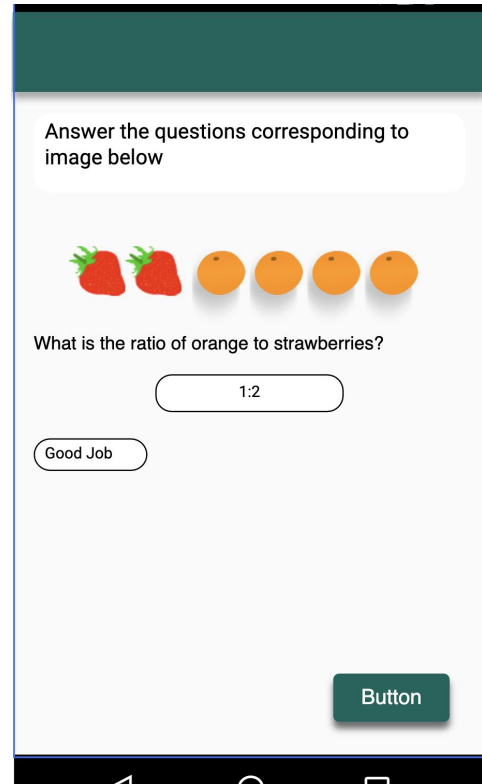 Answer the questions corresponding to
image below
What is the ratio of orange to strawberries?
1:2
Good Job
Button